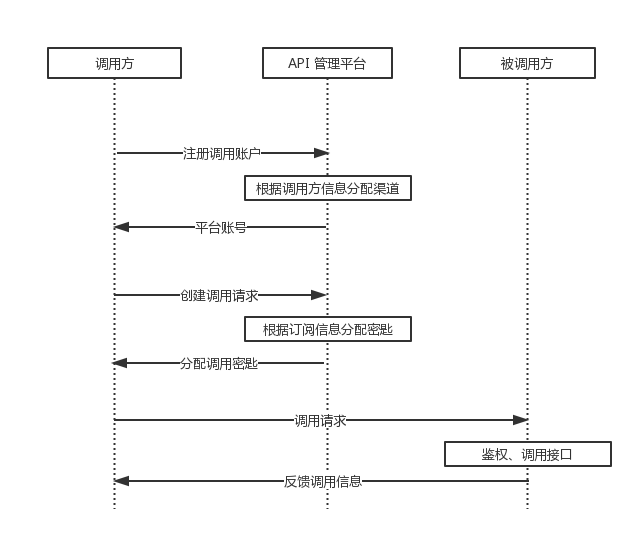 调用方
API 管理平台
被调用方
注册调用账户
根据调用方信息分配渠道
平台账号
创建调用请求
根据订阅信息分配密匙
分配调用密匙
调用请求
鉴权、调用接口
反馈调用信息